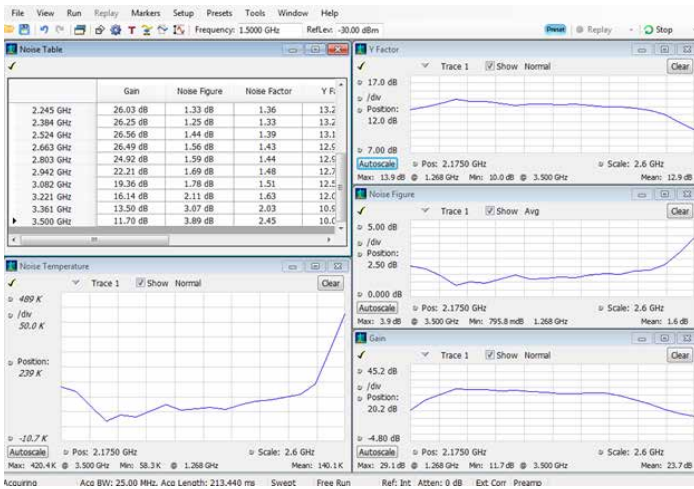 File View Run Replay Markers Setup Presets Tools Window Help
Frequency: 1.5000 GHz RefLev: -30.00 dBm Preset Replay Stop
Noise Table
Gain Noise Figure Noise Factor Y Fa
2.245 GHz 26.03 dB 1.33 dB 1.36 13.2
2.384 GHz 26.25 dB 1.25 dB 1.33 13.2
2.524 GHz 26.56 dB 1.44 dB 1.39 13.1
2.663 GHz 26.49 dB 1.56 dB 1.43 12.9
2.803 GHz 24.92 dB 1.59 dB 1.44 12.9
2.942 GHz 22.21 dB 1.69 dB 1.48 12.7
3.082 GHz 19.36 dB 1.78 dB 1.51 12.5
3.221 GHz 16.14 dB 2.11 dB 1.63 12.0
3.361 GHz 13.50 dB 3.07 dB 2.03 10.9
3.500 GHz 11.70 dB 3.89 dB 2.45 10.0
Y Factor
Trace 1 Show Normal Clear
17.0 dB
/div
Position:
12.0 dB
7.00 dB
Autoscale Pos: 2.1750 GHz Scale: 2.6 GHz
Max: 13.9 dB @ 1.268 GHz Min: 10.0 dB @ 3.500 GHz Mean: 12.9 dB
Noise Figure
Trace 1 Show Avg Clear
5.00 dB
/div
Position:
2.50 dB
0.000 dB
Autoscale Pos: 2.1750 GHz Scale: 2.6 GHz
Max: 3.9 dB @ 3.500 GHz Min: 795.8 mdB 1.268 GHz Mean: 1.6 dB
Noise Temperature
Trace 1 Show Normal Clear
489 K
/div
50.0 K
Position:
239 K
-10.7 K
Autoscale Pos: 2.1750 GHz Scale: 2.6 GHz
Max: 420.4 K @ 3.500 GHz Min: 58.3 K @ 1.268 GHz Mean: 140.1 K
Gain
Trace 1 Show Normal Clear
45.2 dB
/div
Position:
20.2 dB
-4.80 dB
Autoscale Pos: 2.1750 GHz Scale: 2.6 GHz
Max: 29.1 dB @ 1.268 GHz Min: 11.7 dB @ 3.500 GHz Mean: 23.7 dB
Acquiring Acq BW: 25.00 MHz, Acq Length: 213.440 ms Swept Free Run Ref: Int Atten: 0 dB Ext Corr Preamp